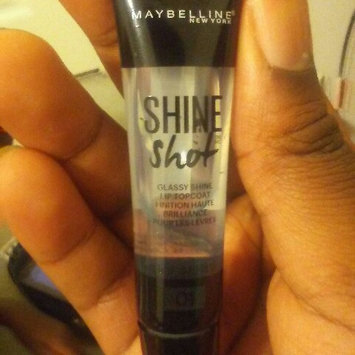 MAYBELLINE
NEW YORK
SHINE
Shot
GLASSY SHINE
LIP TOPCOAT
FINITION HAUTE
BRILLIANCE
POUR LES LÈVRES